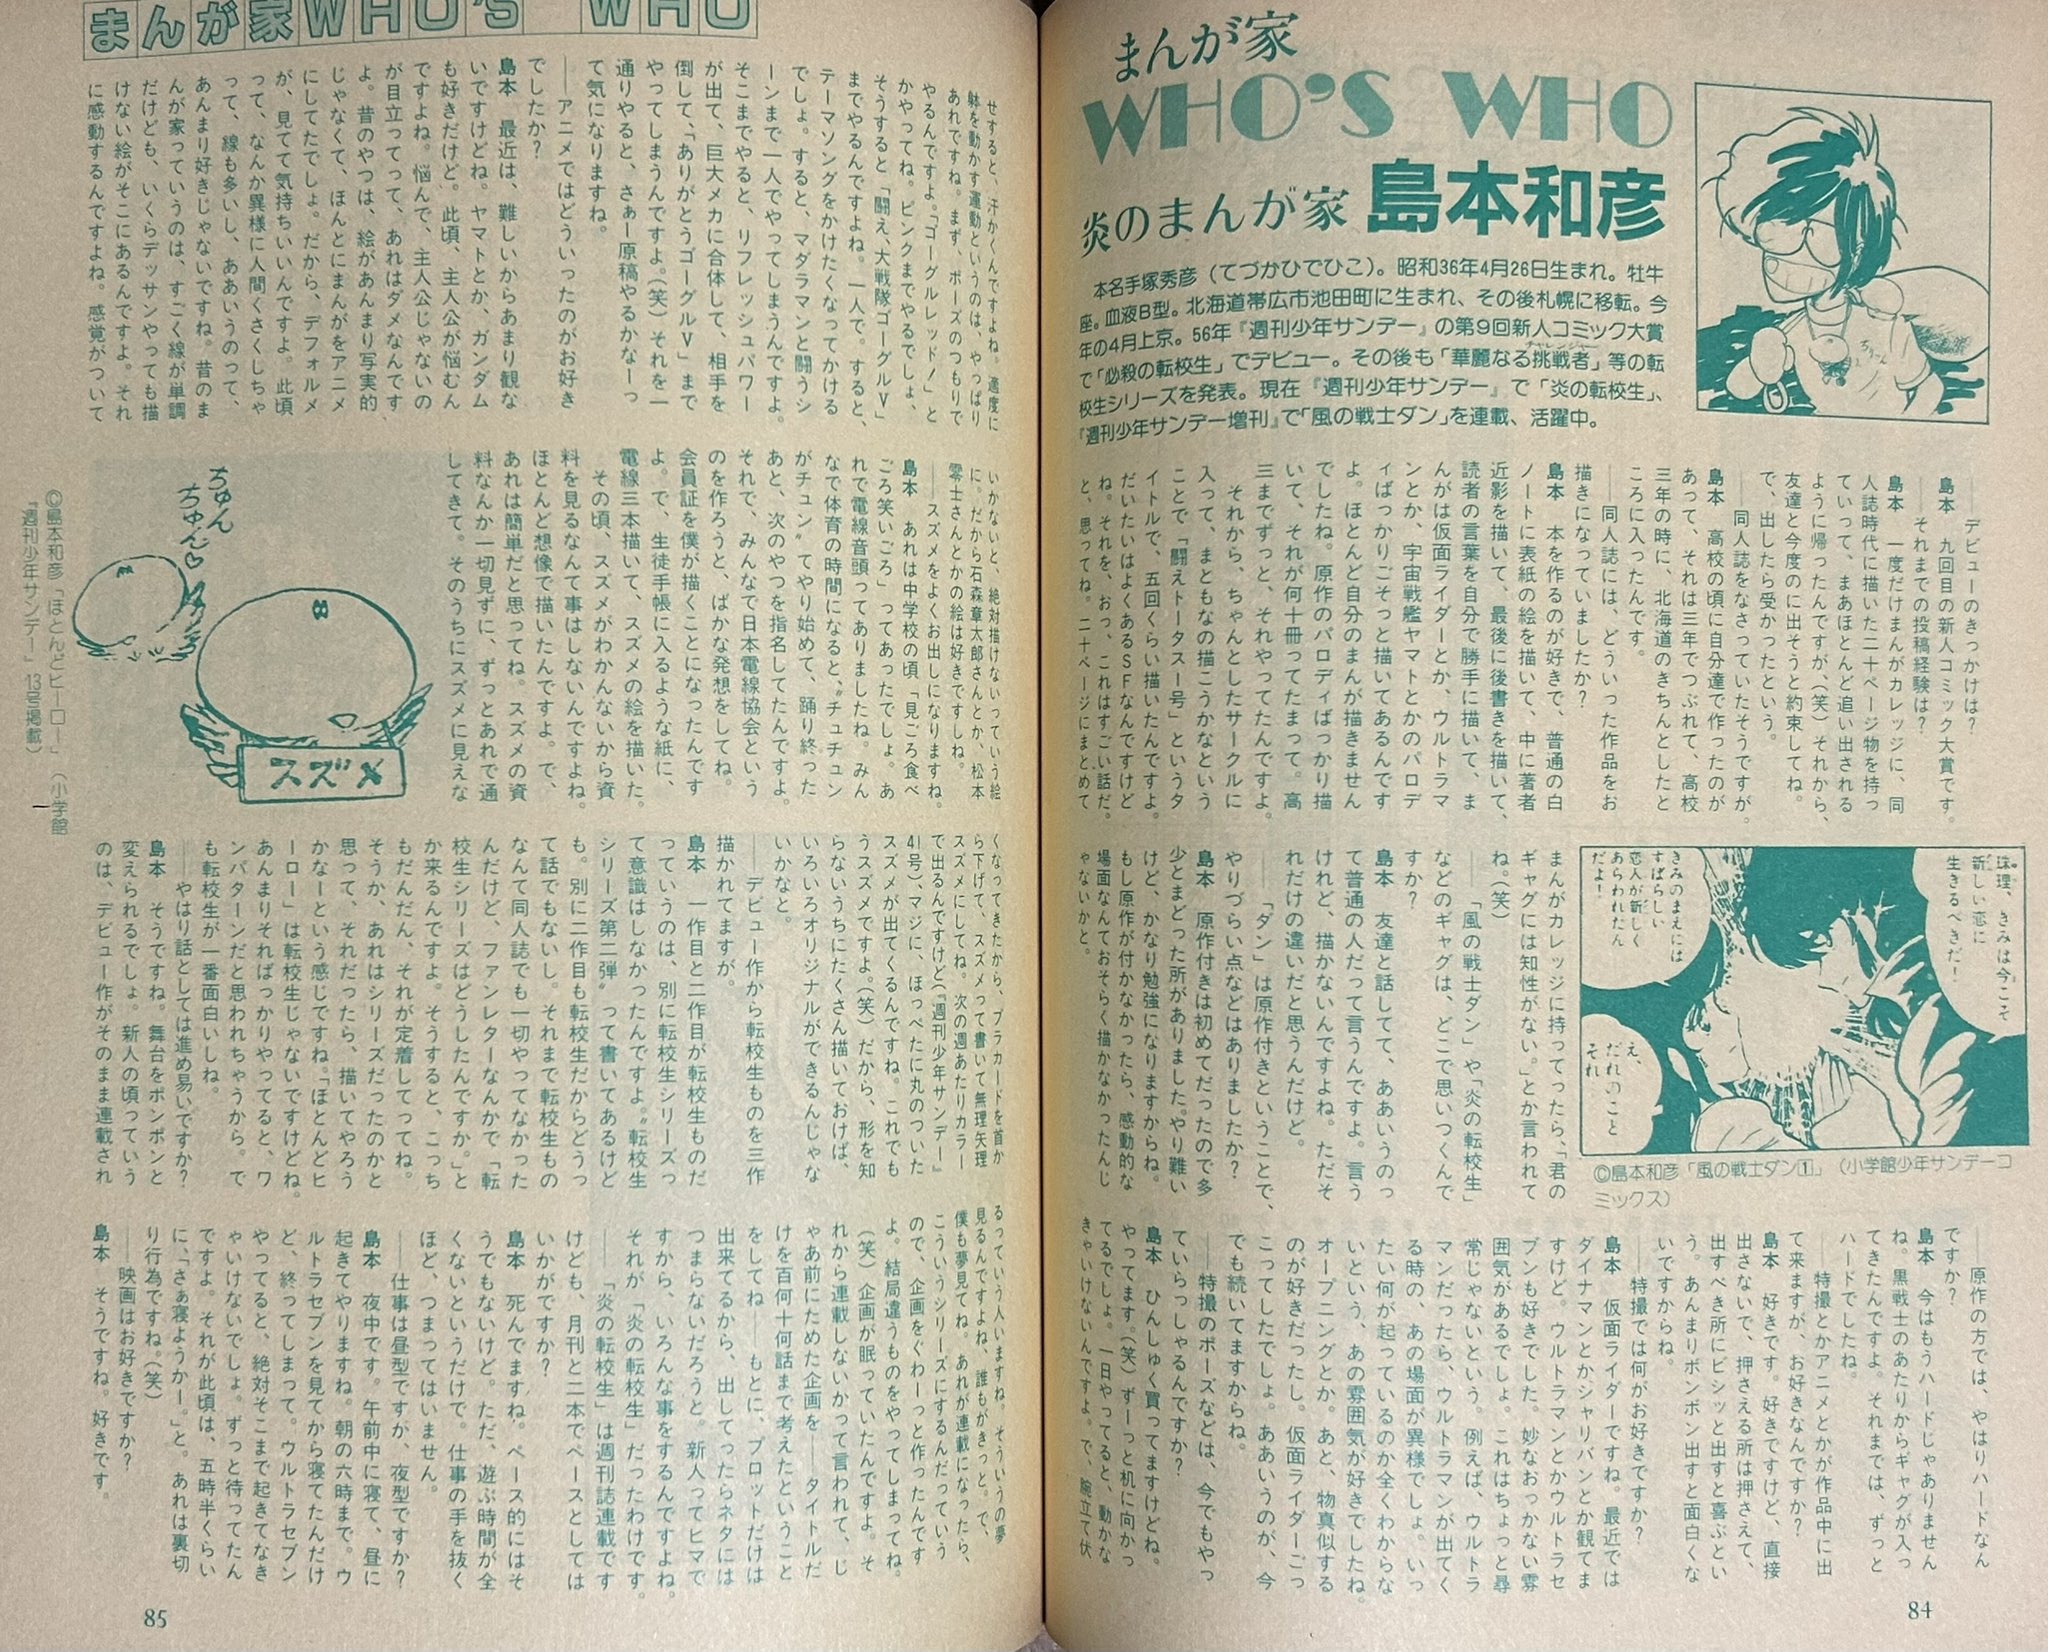 まんが家
WHO'S WHO
炎のまんが家 島本和彦
本名手塚秀彦(てづかひでひこ)。昭和36年4月26日生まれ。牡牛
座。血液B型。北海道帯広市池田町に生まれ、その後札幌に移転。今
年の4月上京。56年『週刊少年サンデー』の第9回新人コミック大賞
で「必殺の転校生」でデビュー。その後も「華麗なる挑戦者」等の転
チャレンジャー
校生シリーズを発表。現在『週刊少年サンデー』で「炎の転校生」、
『週刊少年サンデー増刊』で「風の戦士ダン」を連載、活躍中。
──デビューのきっかけは?
島本 九回目の新人コミック大賞です。
──それまでの投稿経験は?
島本 一度だけまんがカレッジに、同
人誌時代に描いた二十ページ物を持っ
ていって、まあほとんど追い出される
ように帰ったんですが、(笑)それから、
友達と今度のに出そうと約束してね。
で、出したら受かったという。
──同人誌をなさっていたそうですが。
島本 高校の頃に自分達で作ったのが
あって、それは三年でつぶれて、高校
三年の時に、北海道のきちんとしたと
ころに入ったんです。
──同人誌には、どういった作品をお
描きになっていましたか?
島本 本を作るのが好きで、普通の白
ノートに表紙の絵を描いて、中に著者
近影を描いて、最後に後書きを描いて、
読者の言葉を自分で勝手に描いて、ま
んがは仮面ライダーとか、ウルトラマ
ンとか、宇宙戦艦ヤマトとかのパロデ
ィばっかりごそっと描いてあるんです
よ。ほとんど自分のまんが描きません
でしたね。原作のパロディばっかり描
いて、それが何十冊ってたまって。高
三までずっと、それやってたんですよ。
それから、ちゃんとしたサークルに
入って、まともなの描こうかなという
ことで、「闘えトータス一号」というタ
イトルで、五回くらい描いたんですよ。
だいたいはよくあるSFなんですけど
ね。それを、おっ、これはすごい話だ。
と、思ってね。二十ページにまとめて
珠理、きみは今こそ
新しい恋に
生きるべきだ!
きみのまえには
すばらしい
恋人が新しく
あらわれたん
だよ!
え、
だれのこと
それ
©島本和彦「風の戦士ダン①」(小学館少年サンデーコ
ミックス)
まんがカレッジに持ってったら、「君の
ギャグには知性がない。」とか言われて
ね。(笑)
──「風の戦士ダン」や「炎の転校生」
などのギャグは、どこで思いつくんで
すか?
島本 友達と話してて、ああいうのっ
て普通の人だって言うんですよ。言う
けれど、描かないんですよね。ただそ
れだけの違いだと思うんだけど。
──「ダン」は原作付きということで、
やりづらい点などはありましたか?
島本 原作付きは初めてだったので多
少とまどった所がありました。やり難い
けど、かなり勉強になりますからね。
もし原作が付かなかったら、感動的な
場面なんておそらく描かなかったんじ
ゃないかと。
──原作の方では、やはりハードなん
ですか?
島本 今はもうハードじゃありません
ね。黒戦士のあたりからギャグが入っ
てきたんですよ。それまでは、ずっと
ハードでしたね。
──特撮とかアニメとかが作品中に出
て来ますが、お好きなんですか?
島本 好きです。好きですけど、直接
出さないで、押さえる所は押さえて、
出すべき所にビシッと出すと喜ぶとい
う。あんまりポンポン出すと面白くな
いですからね。
──特撮では何がお好きですか?
島本 仮面ライダーですね。最近では
ダイナマンとかシャリバンとか観てま
すけど。ウルトラマンとかウルトラセ
ブンも好きでした。妙なおっかない雰
囲気があるでしょ。これはちょっと尋
常じゃないという。例えば、ウルトラ
マンだったら、ウルトラマンが出てく
る時の、あの場面が異様でしょ。いっ
たい何が起っているのか全くわからな
いという、あの雰囲気が好きでしたね。
オープニングとか。あと、物真似する
のが好きだったし。仮面ライダーごっ
こってしたでしょ。ああいうのが、今
でも続いてますからね。
──特撮のポーズなどは、今でもやっ
ていらっしゃるんですか?
島本 ひんしゅく買ってますけどね。
やってます。(笑)ずーっと机に向かっ
てるでしょ。一日やってると、動かな
きゃいけないんですよ。で、腕立て伏
84
まんが家WHO'S WHO
せすると、汗かくんですよね。適度に
躰を動かす運動というのは、やっぱり
あれですね。まず、ポーズのつもりで
やるんですよ。「ゴーグルレッド!」と
かやってね。ピンクまでやるでしょ、
そうすると「闘え、大戦隊ゴーグルV」
までやるんですよね。一人で。すると、
テーマソングをかけたくなってかける
でしょ。すると、マダラマンと闘うシ
ーンまで一人でやってしまうんですよ。
そこまでやると、リフレッシュパワー
が出て、巨大メカに合体して、相手を
倒して、「ありがとうゴーグルV」まで
やってしまうんですよ。(笑)それを一
通りやると、さぁー原稿やるかなーっ
て気になりますね。
──アニメではどういったのがお好き
でしたか?
島本 最近は、難しいからあまり観な
いですけどね。ヤマトとか、ガンダム
も好きだけど。此頃、主人公が悩むん
ですよね。悩んで、主人公じゃないの
が目立ってって、あれはダメなんです
よ。昔のやつは、絵があんまり写実的
じゃなくて、ほんとにまんがをアニメ
にしてたでしょ。だから、デフォルメ
が、見てて気持ちいいんですよ。此頃
って、なんか異様に人間くさくしちゃ
って、線も多いし、ああいうのって、
あんまり好きじゃないですね。昔のま
んが家っていうのは、すごく線が単調
だけども、いくらデッサンやっても描
けない絵がそこにあるんですよ。それ
に感動するんですよね。感覚がついて
いかないと、絶対描けないっていう絵
に。だから石森章太郎さんとか、松本
零士さんとかの絵は好きですしね。
──スズメをよくお出しになりますね。
島本 あれは中学校の頃「見ごろ食べ
ごろ笑いごろ」ってあったでしょ。あ
れで電線音頭ってありましたね。みん
なで体育の時間になると、〝チュチュン
がチュン〟てやり始めて、踊り終った
あと、次のやつを指名してたんですよ。
それで、みんなで日本電線協会という
のを作ろうと、ばかな発想をしてね。
会員証を僕が描くことになったんです
よ。で、生徒手帳に入るような紙に、
電線三本描いて、スズメの絵を描いた。
その頃、スズメがわかんないから資
料を見るなんて事はしないんですよね。
ほとんど想像で描いたんですよ。で、
あれは簡単だと思ってね。スズメの資
料なんか一切見ずに、ずっとあれで通
してきて。そのうちにスズメに見えな
ちゅん
ちゅん♡
スズメ
©島本和彦「ほとんどヒーロー」(小学館
『週刊少年サンデー』13号掲載)
くなってきたから、プラカードを首か
ら下げて、スズメって書いて無理矢理
スズメにしてね。次の週あたりカラー
で出るんですけど(『週刊少年サンデー』
41号)、マジに、ほっぺたに丸のついた
スズメが出てくるんですね。これでも
うスズメですよ。(笑)だから、形を知
らないうちにたくさん描いておけば、
いろいろオリジナルができるんじゃな
いかなと。
──デビュー作から転校生ものを三作
描かれてますが。
島本 一作目と二作目が転校生ものだ
っていうのは、別に転校生シリーズっ
て意識はしなかったんですよ。〝転校生
シリーズ第二弾〟って書いてあるけど
も。別に二作目も転校生だからどうっ
て話でもないし。それまで転校生もの
なんて同人誌でも一切やってなかった
んだけど、ファンレターなんかで「転
校生シリーズはどうしたんですか。」と
か来るんですよ。そうすると、こっち
もだんだん、それが定着してってね。
そうか、あれはシリーズだったのかと
思って、それだったら、描いてやろう
かなーという感じですね。「ほとんどヒ
ーロー」は転校生じゃないですけどね。
あんまりそればっかりやってると、ワ
ンパターンだと思われちゃうから。で
も転校生が一番面白いしね。
──やはり話としては進め易いですか?
島本 そうですね。舞台をポンポンと
変えられるでしょ。新人の頃っていう
のは、デビュー作がそのまま連載され
るっていう人いますね。そういうの夢
見るんですよね、誰もがきっと。で、
僕も夢見てね。あれが連載になったら、
こういうシリーズにするんだっていう
ので、企画をぐわーっと作ったんです
よ。結局違うものをやってしまってね。
(笑)企画が眠っていたんですよ。そ
れから連載しないかって言われて、じ
ゃあ前にためた企画を──タイトルだ
けを百何十何話まで考えたということ
をしてね──もとに、プロットだけは
出来てるから、出してったらネタには
つまらないだろうと。新人ってヒマで
すから、いろんな事をするんですよね。
それが「炎の転校生」だったわけです。
──「炎の転校生」は週刊誌連載です
けども、月刊と二本でペースとしては
いかがですか?
島本 死んでますね。ペース的にはそ
うでもないけど。ただ、遊ぶ時間が全
くないというだけで。仕事の手を抜く
ほど、つまってはいません。
──仕事は昼型ですか、夜型ですか?
島本 夜中です。午前中に寝て、昼に
起きてやりますね。朝の六時まで。ウ
ルトラセブンを見てから寝てたんだけ
ど、終ってしまって。ウルトラセブン
やってると、絶対そこまで起きてなき
ゃいけないでしょ。ずっと待ってたん
ですよ。それが此頃は、五時半くらい
に、「さぁ寝ようかー。」と。あれは裏切
り行為ですね。(笑)
──映画はお好きですか?
島本 そうですね。好きです。
85